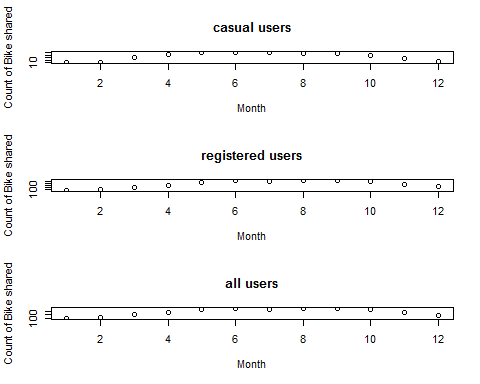 casual users
Count of Bike shared
10
2 4 6 8 10 12
Month
registered users
Count of Bike shared
100
2 4 6 8 10 12
Month
all users
Count of Bike shared
100
2 4 6 8 10 12
Month